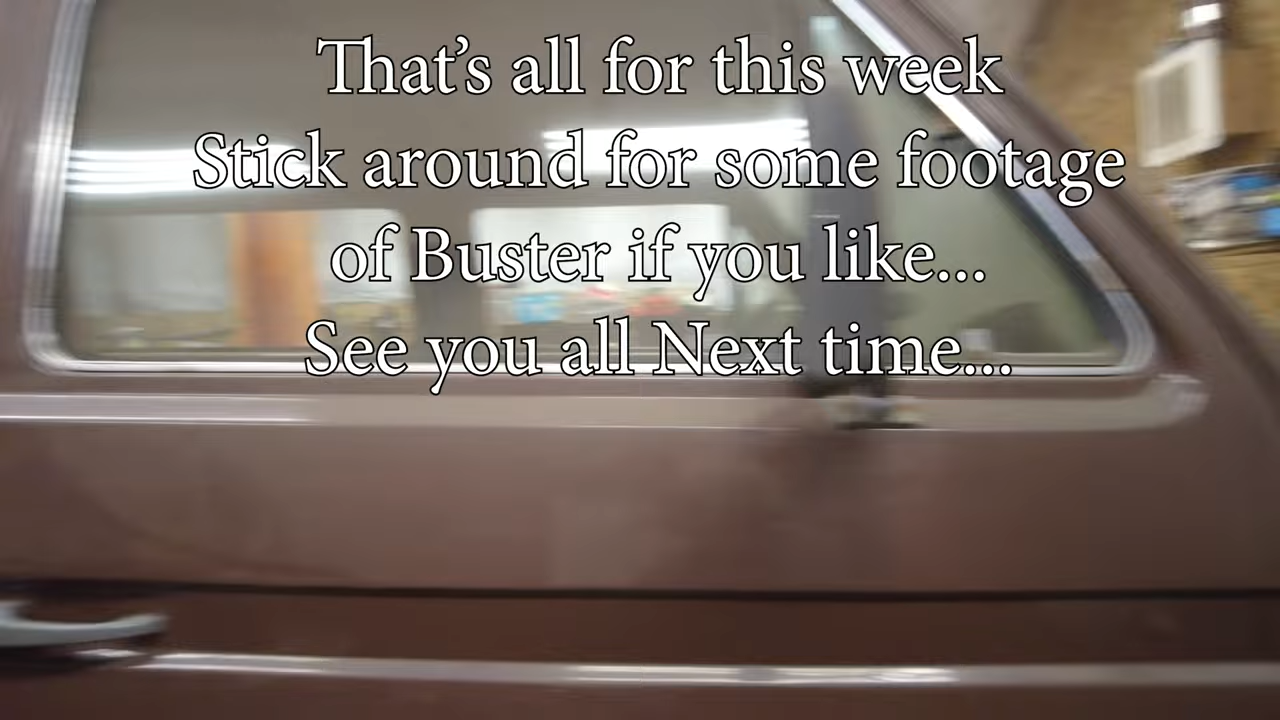 That's all for this week
Stick around for some footage
of Buster if you like...
See you all Next time...